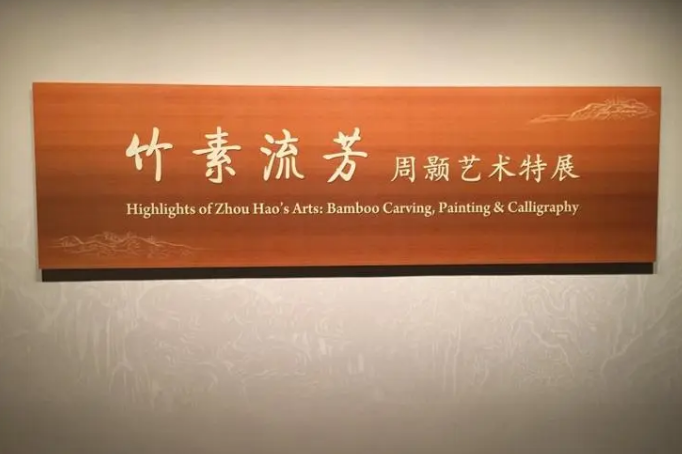 竹素流芳 周颢艺术特展
Highlights of Zhou Hao's Arts: Bamboo Carving, Painting & Calligraphy